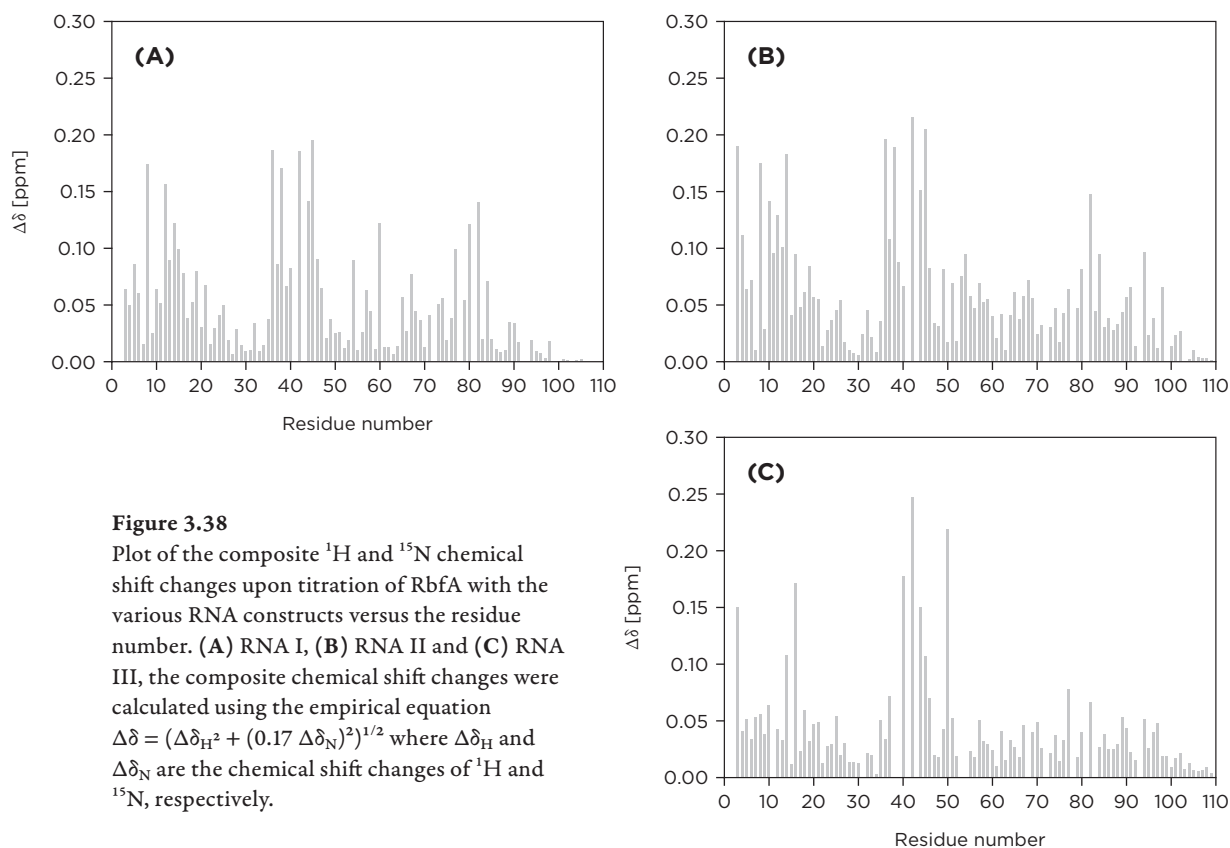 0.30
0.25
0.20
0.15
0.10
0.05
0.00
Δδ [ppm]
(A)
0 10 20 30 40 50 60 70 80 90 100 110
Residue number
0.30
0.25
0.20
0.15
0.10
0.05
0.00
(B)
0 10 20 30 40 50 60 70 80 90 100 110
0.30
0.25
0.20
0.15
0.10
0.05
0.00
Δδ [ppm]
(C)
0 10 20 30 40 50 60 70 80 90 100 110
Residue number
Figure 3.38
Plot of the composite ¹H and ¹⁵N chemical
shift changes upon titration of RbfA with the
various RNA constructs versus the residue
number. (A) RNA I, (B) RNA II and (C) RNA
III, the composite chemical shift changes were
calculated using the empirical equation
Δδ = (Δδ_H² + (0.17 Δδ_N)²)¹/² where Δδ_H and
Δδ_N are the chemical shift changes of ¹H and
¹⁵N, respectively.